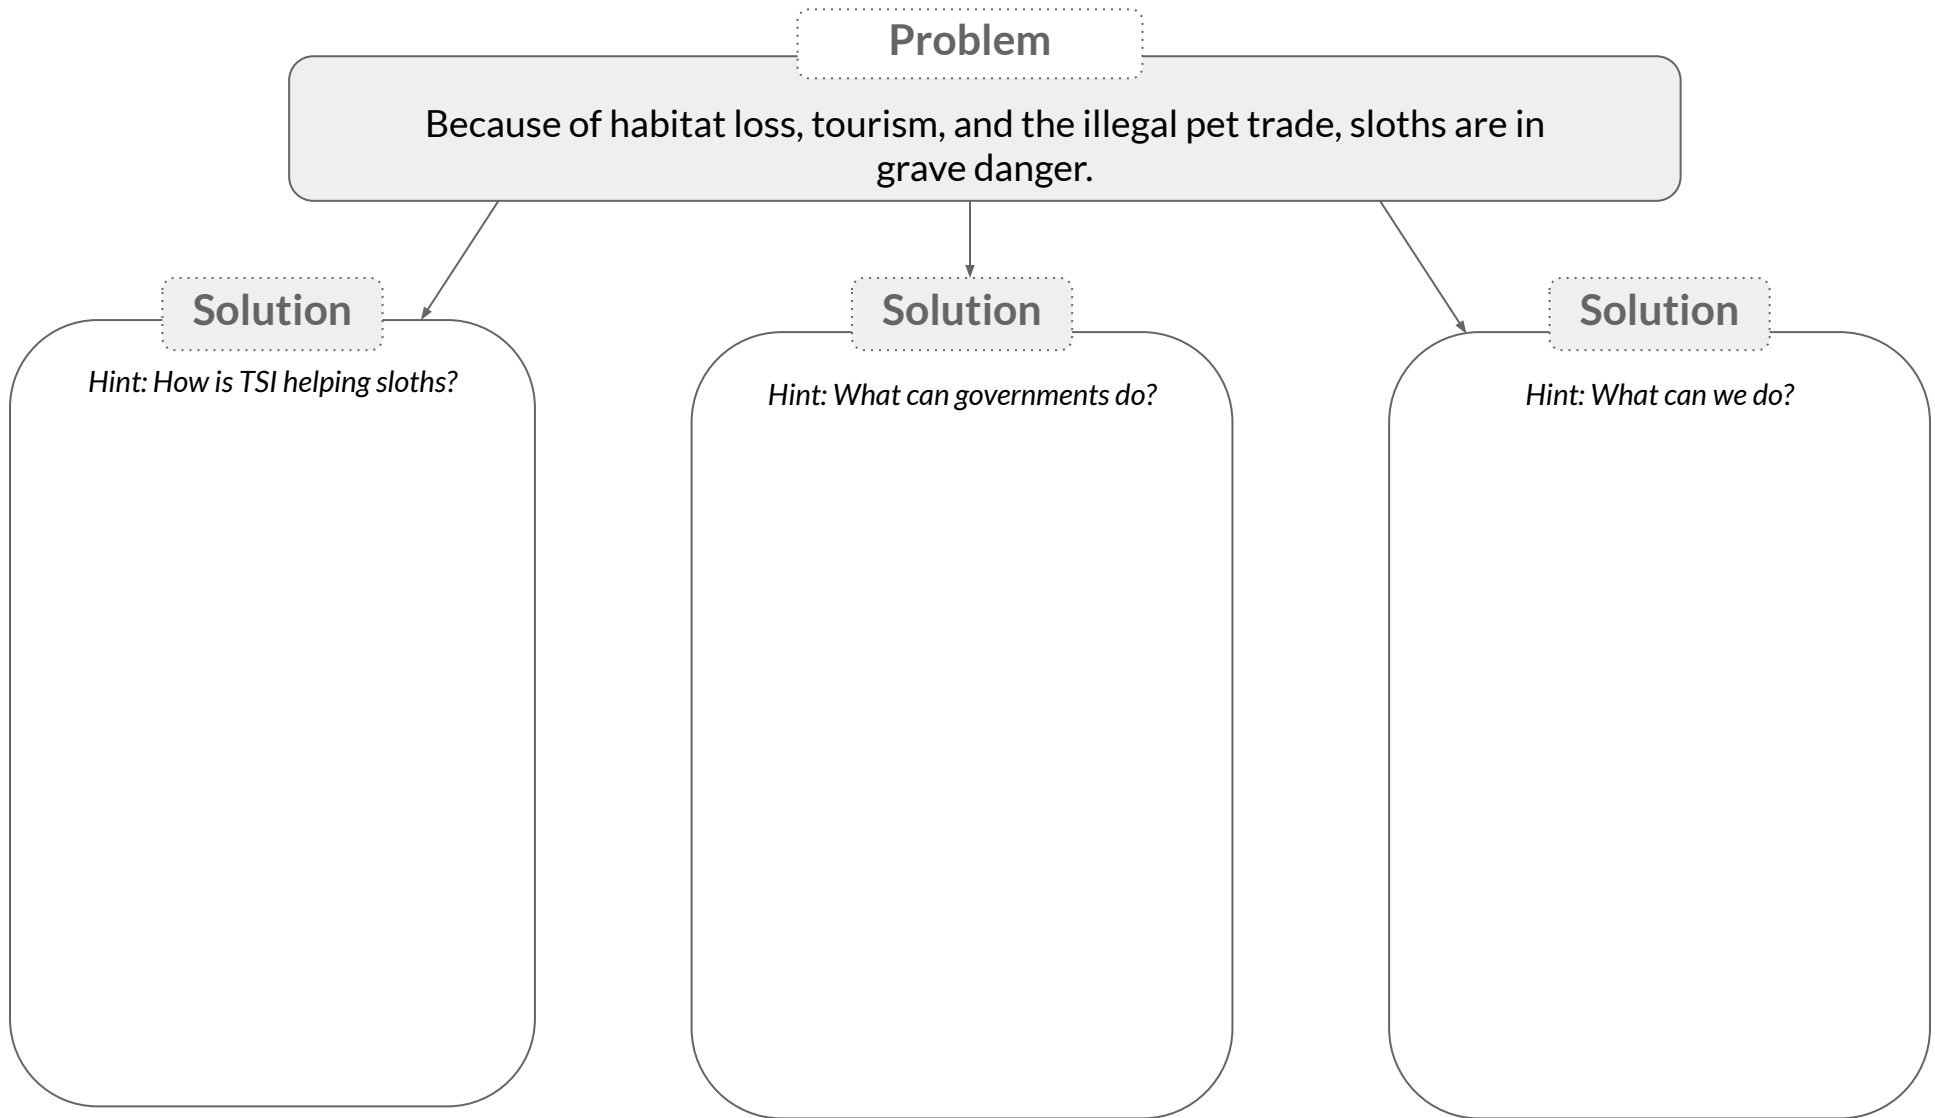 Problem
Because of habitat loss, tourism, and the illegal pet trade, sloths are in
grave danger.
Solution
Hint: How is TSI helping sloths?
Solution
Hint: What can governments do?
Solution
Hint: What can we do?